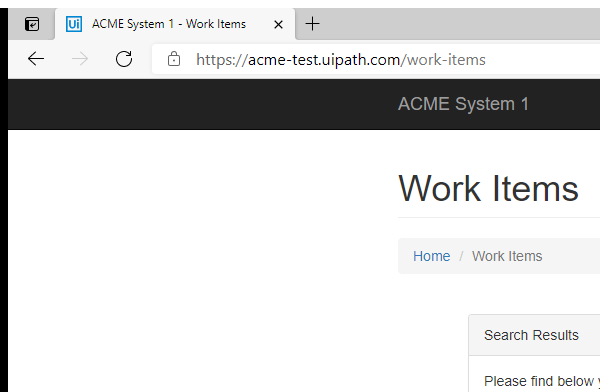 Ui ACME System 1 - Work Items
https://acme-test.uipath.com/work-items
ACME System 1
Work Items
Home / Work Items
Search Results
Please find below